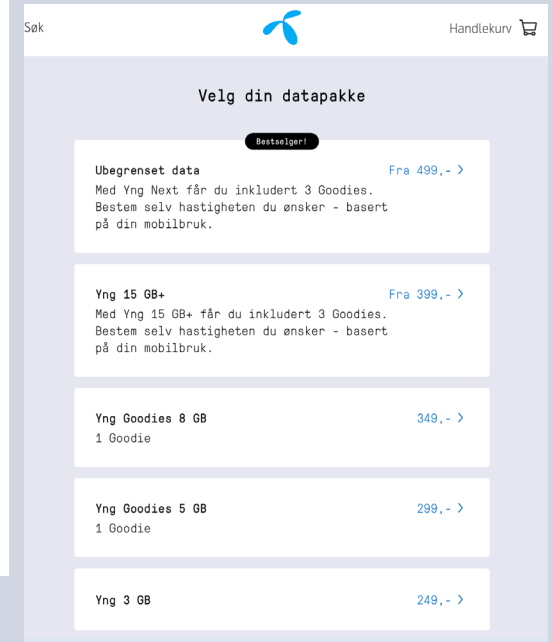 Søk
Handlekurv
Velg din datapakke
Bestselger!
Ubegrenset data
Fra 499,- >
Med Yng Next får du inkludert 3 Goodies.
Bestem selv hastigheten du ønsker - basert
på din mobilbruk.
Yng 15 GB+
Fra 399,- >
Med Yng 15 GB+ får du inkludert 3 Goodies.
Bestem selv hastigheten du ønsker - basert
på din mobilbruk.
Yng Goodies 8 GB
349,- >
1 Goodie
Yng Goodies 5 GB
299,- >
1 Goodie
Yng 3 GB
249,- >